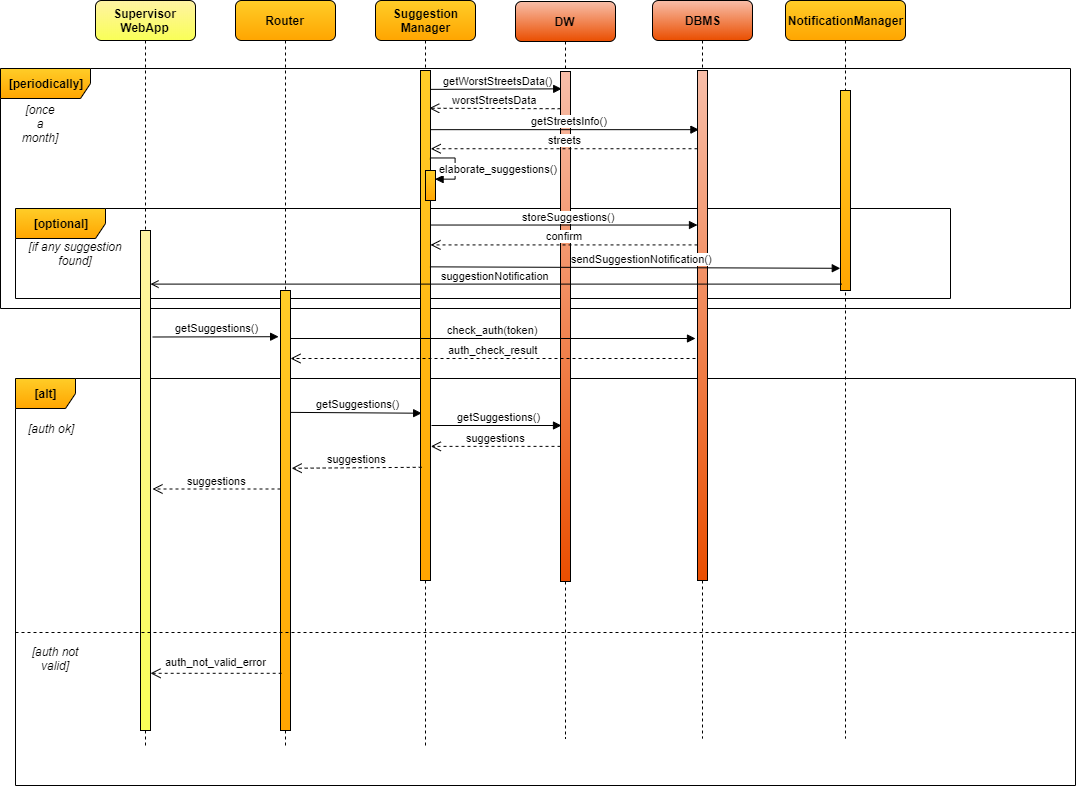 Supervisor
WebApp
Router
Suggestion
Manager
DW
DBMS
NotificationManager
[periodically]
[once
a
month]
getWorstStreetsData()
worstStreetsData
getStreetsInfo()
streets
elaborate_suggestions()
[optional]
[if any suggestion
found]
storeSuggestions()
confirm
sendSuggestionNotification()
suggestionNotification
getSuggestions()
check_auth(token)
auth_check_result
[alt]
[auth ok]
getSuggestions()
getSuggestions()
suggestions
suggestions
suggestions
[auth not
valid]
auth_not_valid_error